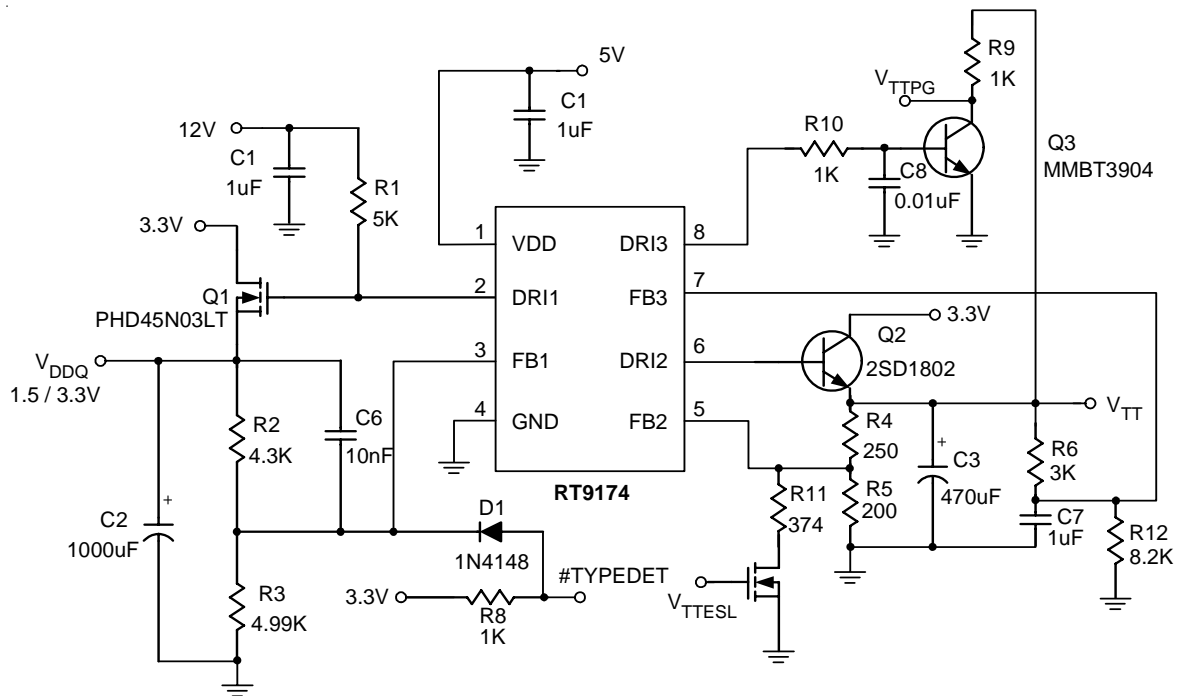 5V
C1
1uF
12V
C1
1uF
R1
5K
3.3V
Q1
PHD45N03LT
V_DDQ
1.5 / 3.3V
R9
1K
V_TTPG
R10
1K
C8
0.01uF
Q3
MMBT3904
1
VDD
2
DRI1
3
FB1
4
GND
DRI3
8
FB3
7
DRI2
6
FB2
5
RT9174
Q2
3.3V
2SD1802
V_TT
R4
250
C3
+
470uF
R6
3K
R5
200
R11
374
C7
1uF
R12
8.2K
V_TTESL
R2
4.3K
C6
10nF
+
C2
1000uF
D1
1N4148
R3
4.99K
3.3V
R8
1K
#TYPEDET